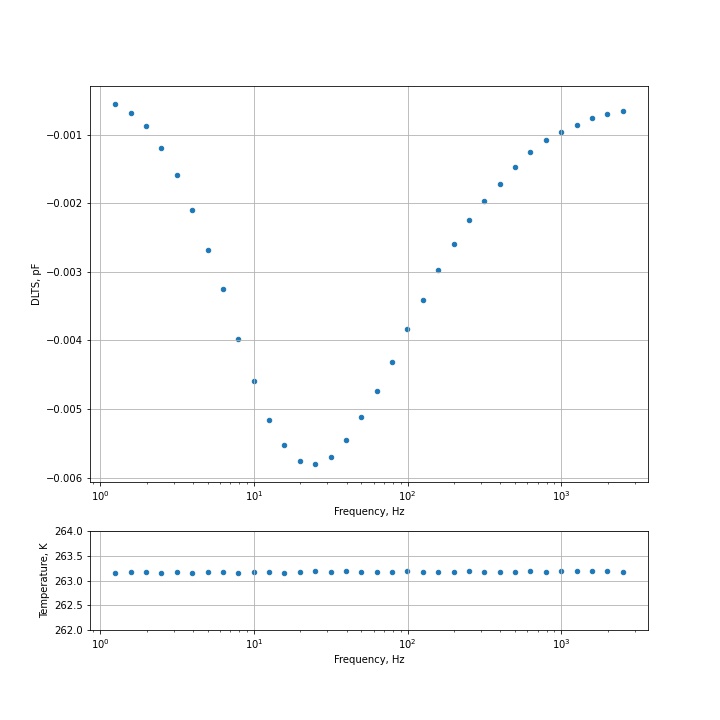 DLTS, pF
−0.001
−0.002
−0.003
−0.004
−0.005
−0.006
10⁰ 10¹ 10² 10³
Frequency, Hz
Temperature, K
264.0
263.5
263.0
262.5
262.0
10⁰ 10¹ 10² 10³
Frequency, Hz